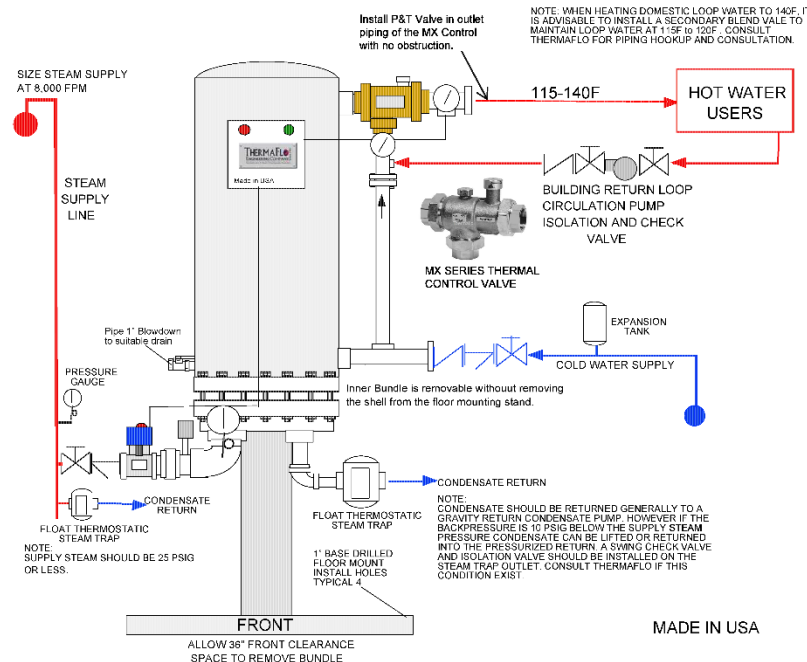 NOTE: WHEN HEATING DOMESTIC LOOP WATER TO 140F, IT
IS ADVISABLE TO INSTALL A SECONDARY BLEND VALE TO
MAINTAIN LOOP WATER AT 115F to 120F . CONSULT
THERMAFLO FOR PIPING HOOKUP AND CONSULTATION.
Install P&T Valve in outlet
piping of the MX Control
with no obstruction.
SIZE STEAM SUPPLY
AT 8,000 FPM
115-140F
HOT WATER
USERS
THERMAFLO
Made in USA
STEAM
SUPPLY
LINE
BUILDING RETURN LOOP
CIRCULATION PUMP
ISOLATION AND CHECK
VALVE
MX SERIES THERMAL
CONTROL VALVE
EXPANSION
TANK
Pipe 1" Blowdown
to suitable drain
COLD WATER SUPPLY
PRESSURE
GAUGE
Inner Bundle is removable withouut removing
the shell from the floor mounting stand.
CONDENSATE
RETURN
FLOAT THERMOSTATIC
STEAM TRAP
NOTE:
SUPPLY STEAM SHOULD BE 25 PSIG
OR LESS.
FLOAT THERMOSTATIC
STEAM TRAP
CONDENSATE RETURN
NOTE:
CONDENSATE SHOULD BE RETURNED GENERALLY TO A
GRAVITY RETURN CONDENSATE PUMP. HOWEVER IF THE
BACKPRESSURE IS 10 PSIG BELOW THE SUPPLY STEAM
PRESSURE CONDENSATE CAN BE LIFTED OR RETURNED
INTO THE PRESSURIZED RETURN. A SWING CHECK VALVE
AND ISOLATION VALVE SHOULD BE INSTALLED ON THE
STEAM TRAP OUTLET. CONSULT THERMAFLO IF THIS
CONDITION EXIST
1" BASE DRILLED
FLOOR MOUNT
INSTALL HOLES
TYPICAL 4
FRONT
ALLOW 36" FRONT CLEARANCE
SPACE TO REMOVE BUNDLE
MADE IN USA